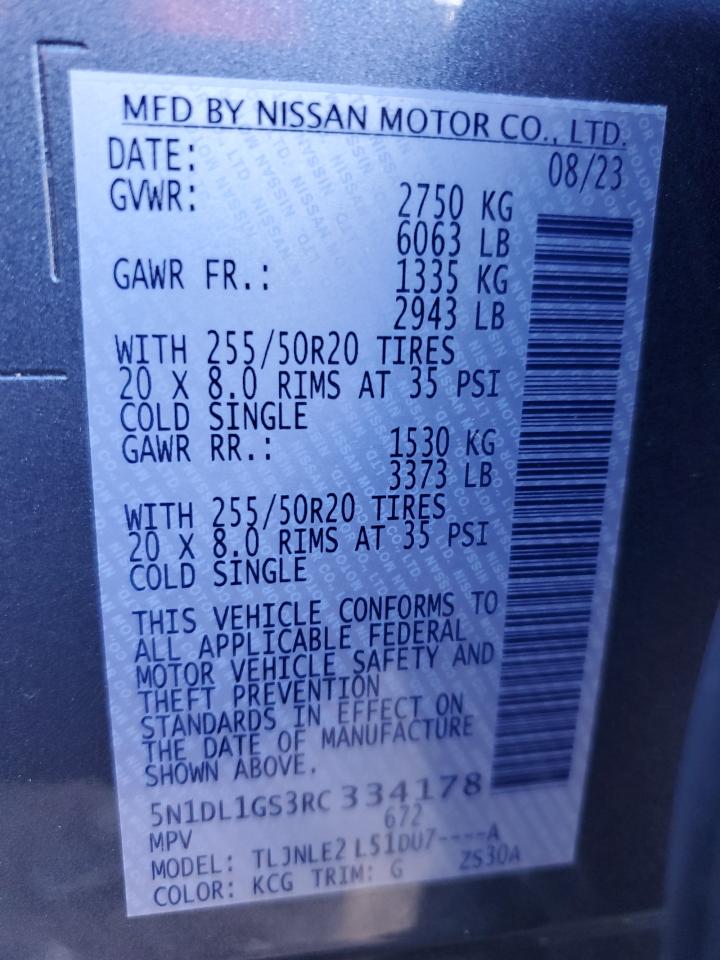 MFD BY NISSAN MOTOR CO., LTD.
DATE: 08/23
GVWR: 2750 KG
6063 LB
GAWR FR.: 1335 KG
2943 LB
WITH 255/50R20 TIRES
20 X 8.0 RIMS AT 35 PSI
COLD SINGLE
GAWR RR.: 1530 KG
3373 LB
WITH 255/50R20 TIRES
20 X 8.0 RIMS AT 35 PSI
COLD SINGLE
THIS VEHICLE CONFORMS TO
ALL APPLICABLE FEDERAL
MOTOR VEHICLE SAFETY AND
THEFT PREVENTION
STANDARDS IN EFFECT ON
THE DATE OF MANUFACTURE
SHOWN ABOVE.
5N1DL1GS3RC 334178
MPV 672
MODEL: TLJNLE2 L51DU7----A
COLOR: KCG TRIM: G ZS30A